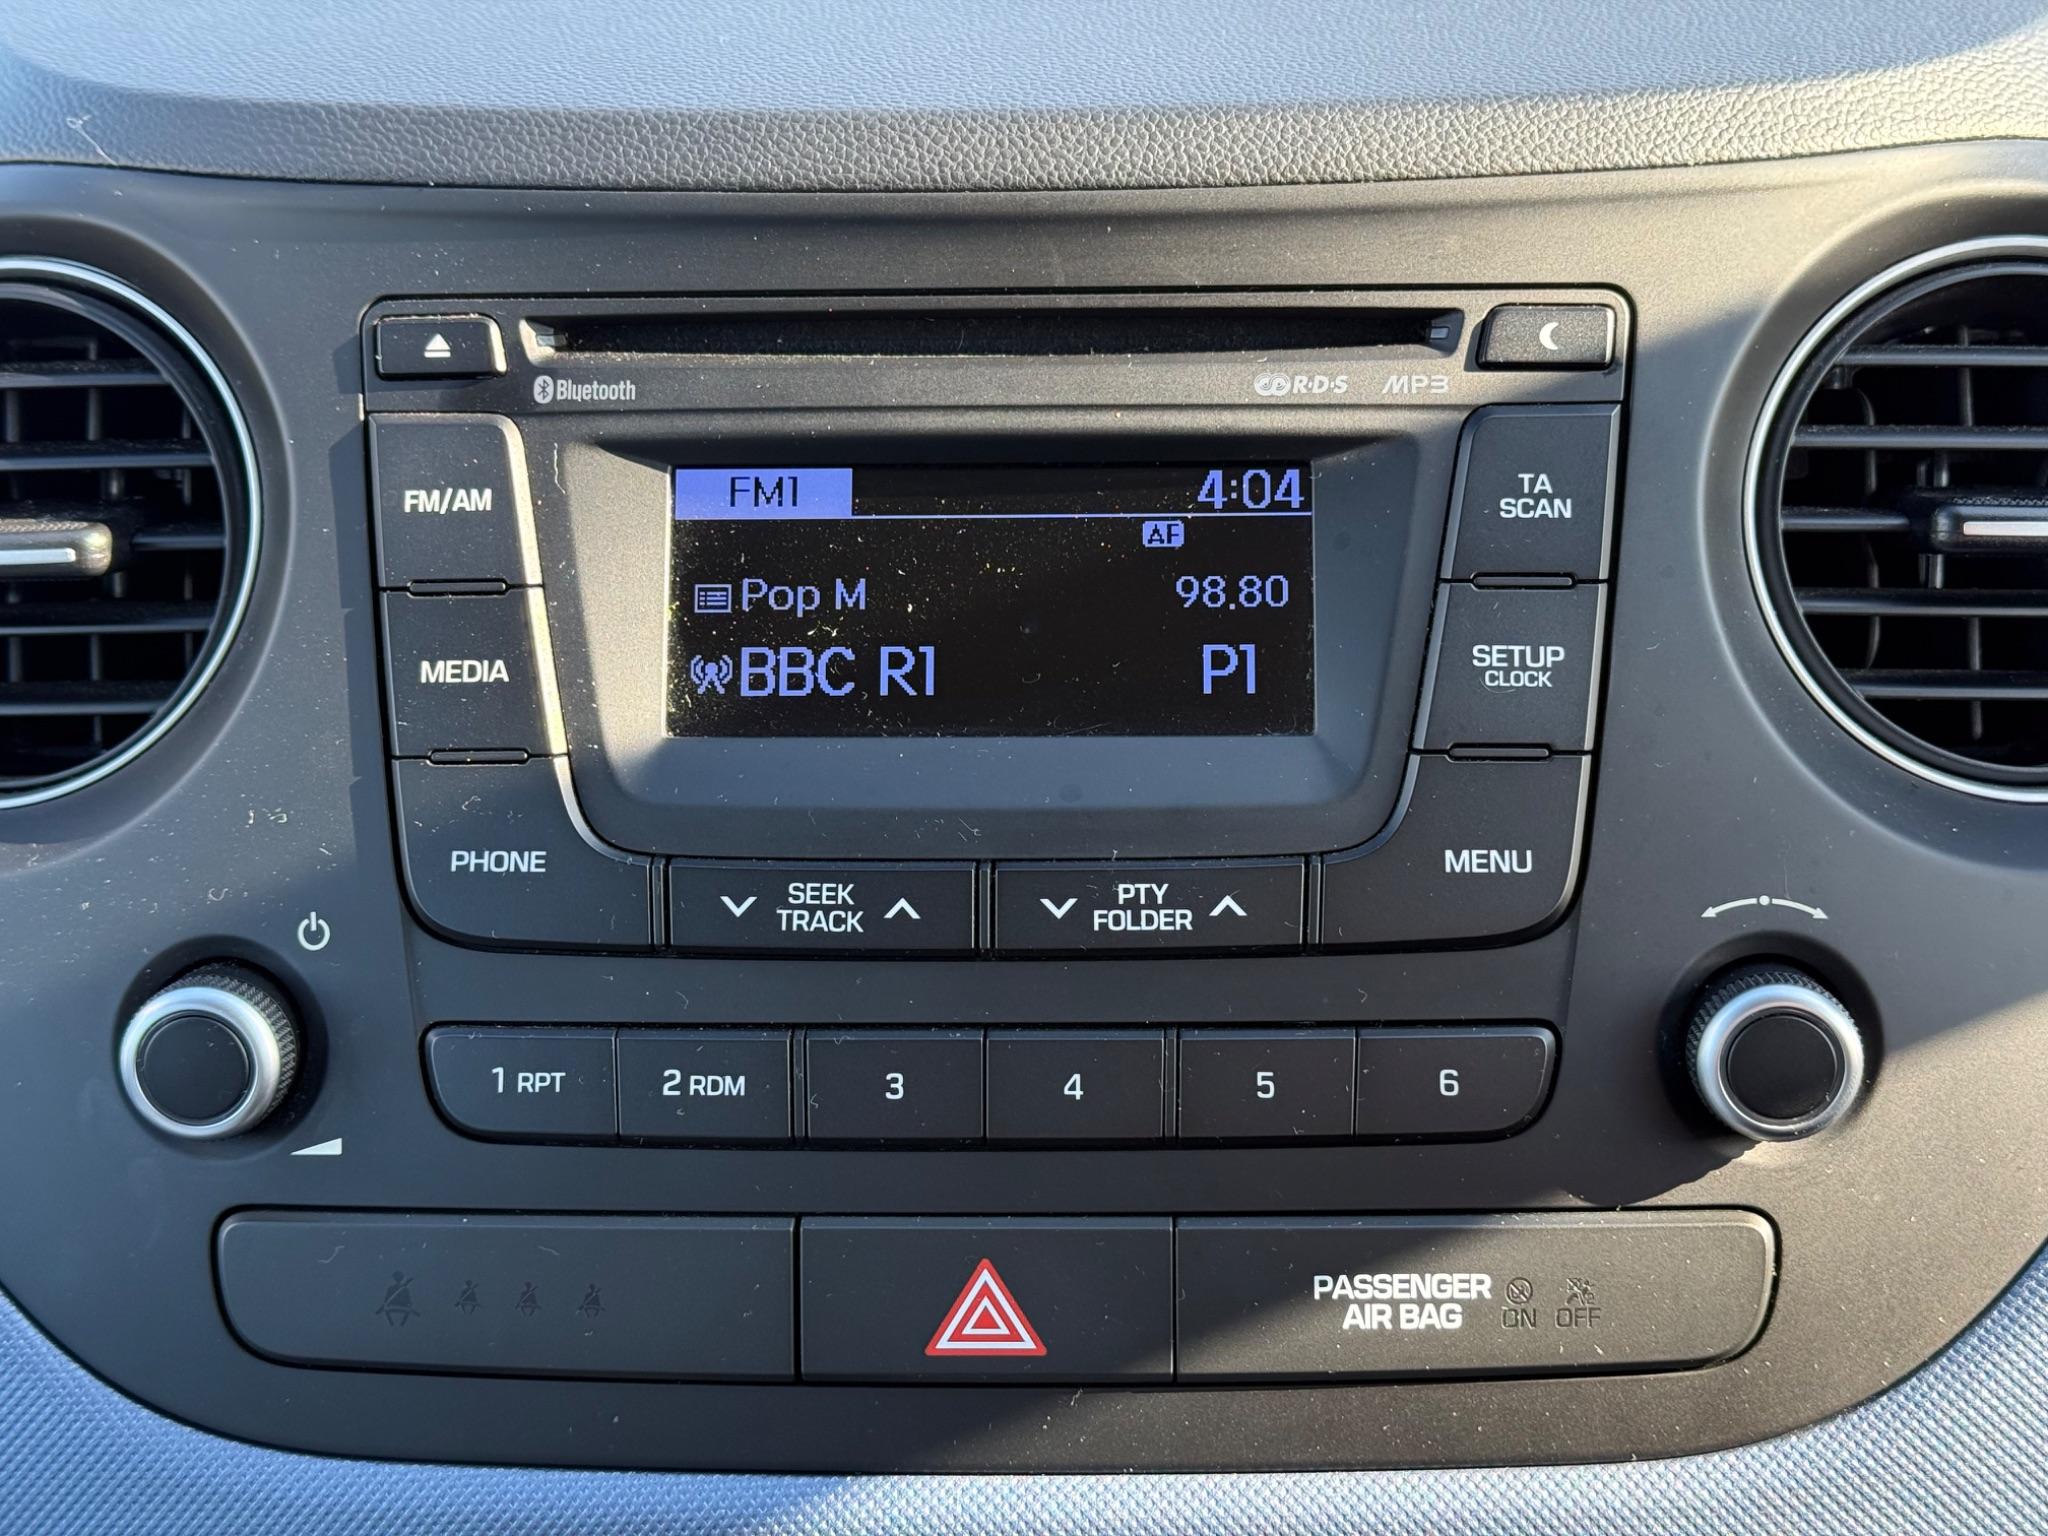 Bluetooth
R·D·S
MP3
FM/AM
MEDIA
PHONE
FM1
4:04
AF
Pop M
98.80
BBC R1
P1
TA
SCAN
SETUP
CLOCK
MENU
SEEK
TRACK
PTY
FOLDER
1 RPT
2 RDM
3
4
5
6
PASSENGER
AIR BAG
ON
OFF